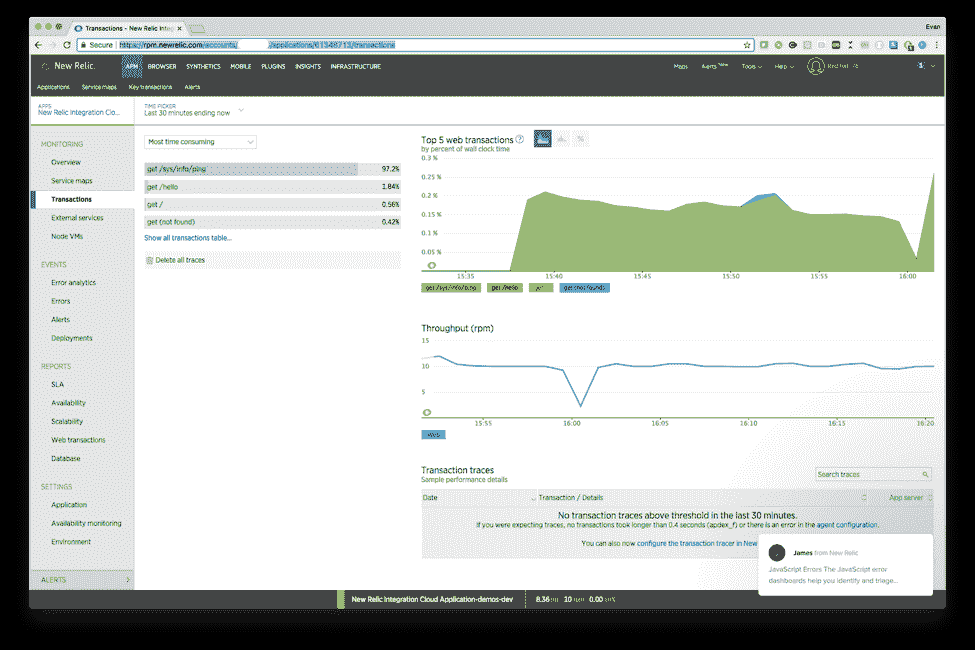 Transactions - New Relic Integ
Evan
Secure https://rpm.newrelic.com/accounts/ /applications/61348713/transactions
New Relic. APM BROWSER SYNTHETICS MOBILE PLUGINS INSIGHTS INFRASTRUCTURE Maps Alerts Tools Help
Applications Service maps Key transactions Alerts
APPS
New Relic Integration Clo...
TIME PICKER
Last 30 minutes ending now
MONITORING
Overview
Service maps
Transactions
External services
Node VMs
EVENTS
Error analytics
Errors
Alerts
Deployments
REPORTS
SLA
Availability
Scalability
Web transactions
Database
SETTINGS
Application
Availability monitoring
Environment
ALERTS
Most time consuming
get /sys/info/ping 97.2%
get /hello 1.84%
get / 0.56%
get (not found) 0.42%
Show all transactions table...
Delete all traces
Top 5 web transactions
by percent of wall clock time
0.3 %
0.25 %
0.2 %
0.15 %
0.1 %
0.05 %
15:35 15:40 15:45 15:50 15:55 16:00
get /sys/info/ping get /hello
Throughput (rpm)
15
10
5
15:55 16:00 16:05 16:10 16:15 16:20
Web
Transaction traces
Sample performance details
Search traces
Date Transaction / Details App server
No transaction traces above threshold in the last 30 minutes.
If you were expecting traces, no transactions took longer than 0.4 seconds (apdex_f) or there is an error in the agent configuration.
You can also now configure the transaction tracer in New
James from New Relic
JavaScript Errors The JavaScript error
dashboards help you identify and triage...
New Relic Integration Cloud Application-demos-dev 8.36 10 0.00